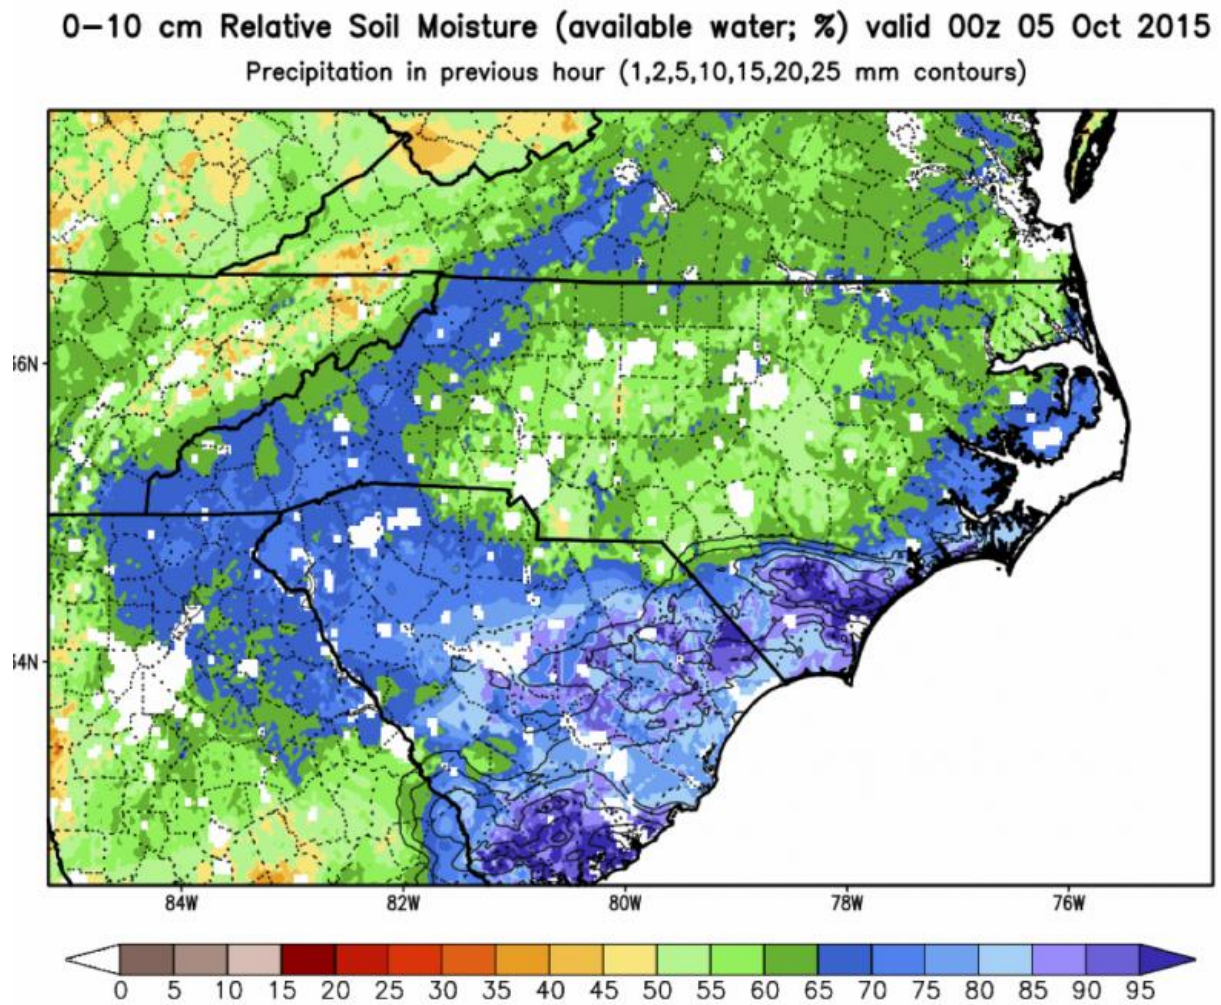 0-10 cm Relative Soil Moisture (available water; %) valid 00z 05 Oct 2015
Precipitation in previous hour (1,2,5,10,15,20,25 mm contours)
6N
4N
84W 82W 80W 78W 76W
0 5 10 15 20 25 30 35 40 45 50 55 60 65 70 75 80 85 90 95